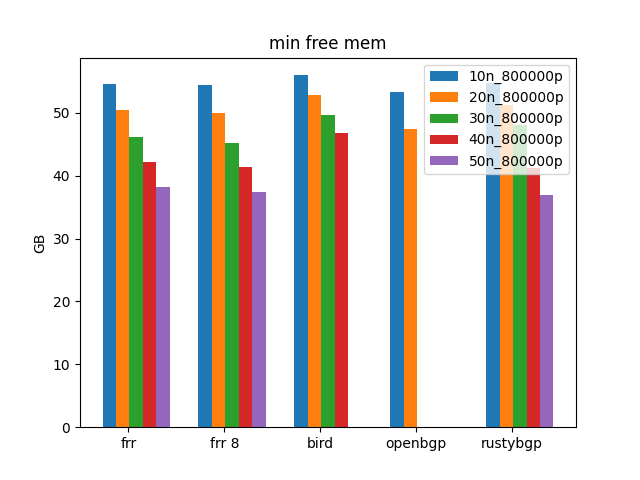 min free mem
10n_800000p
20n_800000p
30n_800000p
40n_800000p
50n_800000p
GB
50
40
30
20
10
0
frr
frr 8
bird
openbgp
rustybgp